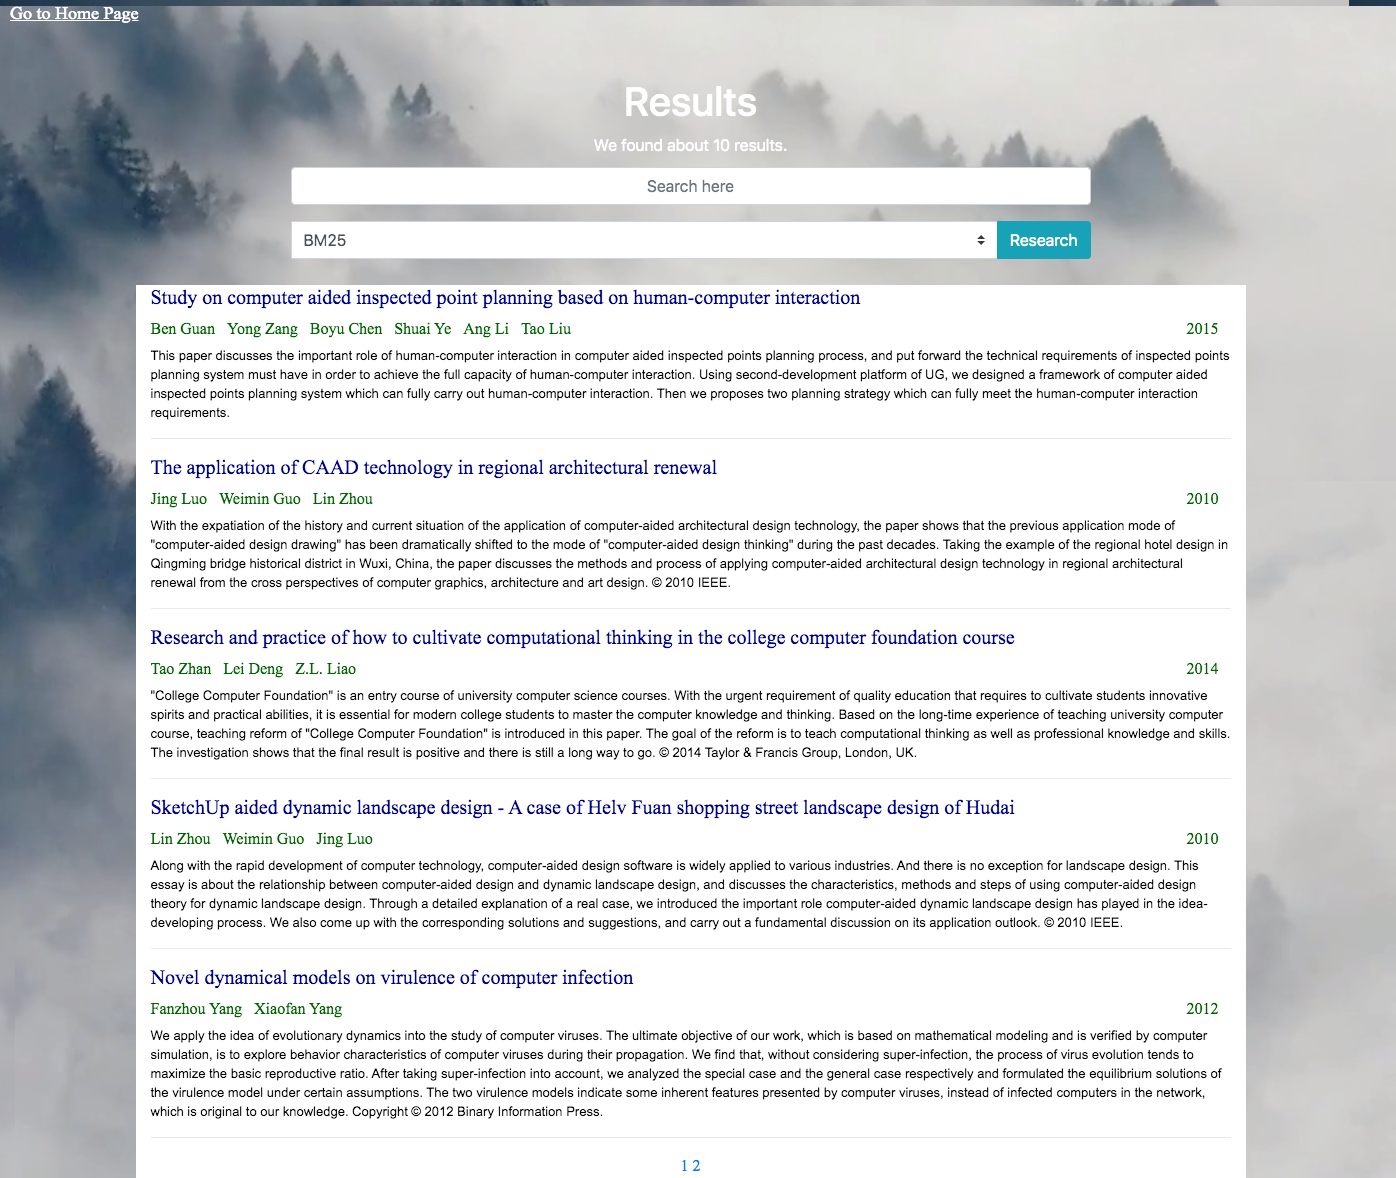 Go to Home Page
Results
We found about 10 results.
Search here
BM25
Research
Study on computer aided inspected point planning based on human-computer interaction
Ben Guan Yong Zang Boyu Chen Shuai Ye Ang Li Tao Liu 2015
This paper discusses the important role of human-computer interaction in computer aided inspected points planning process, and put forward the technical requirements of inspected points
planning system must have in order to achieve the full capacity of human-computer interaction. Using second-development platform of UG, we designed a framework of computer aided
inspected points planning system which can fully carry out human-computer interaction. Then we proposes two planning strategy which can fully meet the human-computer interaction
requirements.
The application of CAAD technology in regional architectural renewal
Jing Luo Weimin Guo Lin Zhou 2010
With the expatiation of the history and current situation of the application of computer-aided architectural design technology, the paper shows that the previous application mode of
"computer-aided design drawing" has been dramatically shifted to the mode of "computer-aided design thinking" during the past decades. Taking the example of the regional hotel design in
Qingming bridge historical district in Wuxi, China, the paper discusses the methods and process of applying computer-aided architectural design technology in regional architectural
renewal from the cross perspectives of computer graphics, architecture and art design. © 2010 IEEE.
Research and practice of how to cultivate computational thinking in the college computer foundation course
Tao Zhan Lei Deng Z.L. Liao 2014
"College Computer Foundation" is an entry course of university computer science courses. With the urgent requirement of quality education that requires to cultivate students innovative
spirits and practical abilities, it is essential for modern college students to master the computer knowledge and thinking. Based on the long-time experience of teaching university computer
course, teaching reform of "College Computer Foundation" is introduced in this paper. The goal of the reform is to teach computational thinking as well as professional knowledge and skills.
The investigation shows that the final result is positive and there is still a long way to go. © 2014 Taylor & Francis Group, London, UK.
SketchUp aided dynamic landscape design - A case of Helv Fuan shopping street landscape design of Hudai
Lin Zhou Weimin Guo Jing Luo 2010
Along with the rapid development of computer technology, computer-aided design software is widely applied to various industries. And there is no exception for landscape design. This
essay is about the relationship between computer-aided design and dynamic landscape design, and discusses the characteristics, methods and steps of using computer-aided design
theory for dynamic landscape design. Through a detailed explanation of a real case, we introduced the important role computer-aided dynamic landscape design has played in the idea-
developing process. We also come up with the corresponding solutions and suggestions, and carry out a fundamental discussion on its application outlook. © 2010 IEEE.
Novel dynamical models on virulence of computer infection
Fanzhou Yang Xiaofan Yang 2012
We apply the idea of evolutionary dynamics into the study of computer viruses. The ultimate objective of our work, which is based on mathematical modeling and is verified by computer
simulation, is to explore behavior characteristics of computer viruses during their propagation. We find that, without considering super-infection, the process of virus evolution tends to
maximize the basic reproductive ratio. After taking super-infection into account, we analyzed the special case and the general case respectively and formulated the equilibrium solutions of
the virulence model under certain assumptions. The two virulence models indicate some inherent features presented by computer viruses, instead of infected computers in the network,
which is original to our knowledge. Copyright © 2012 Binary Information Press.
1 2